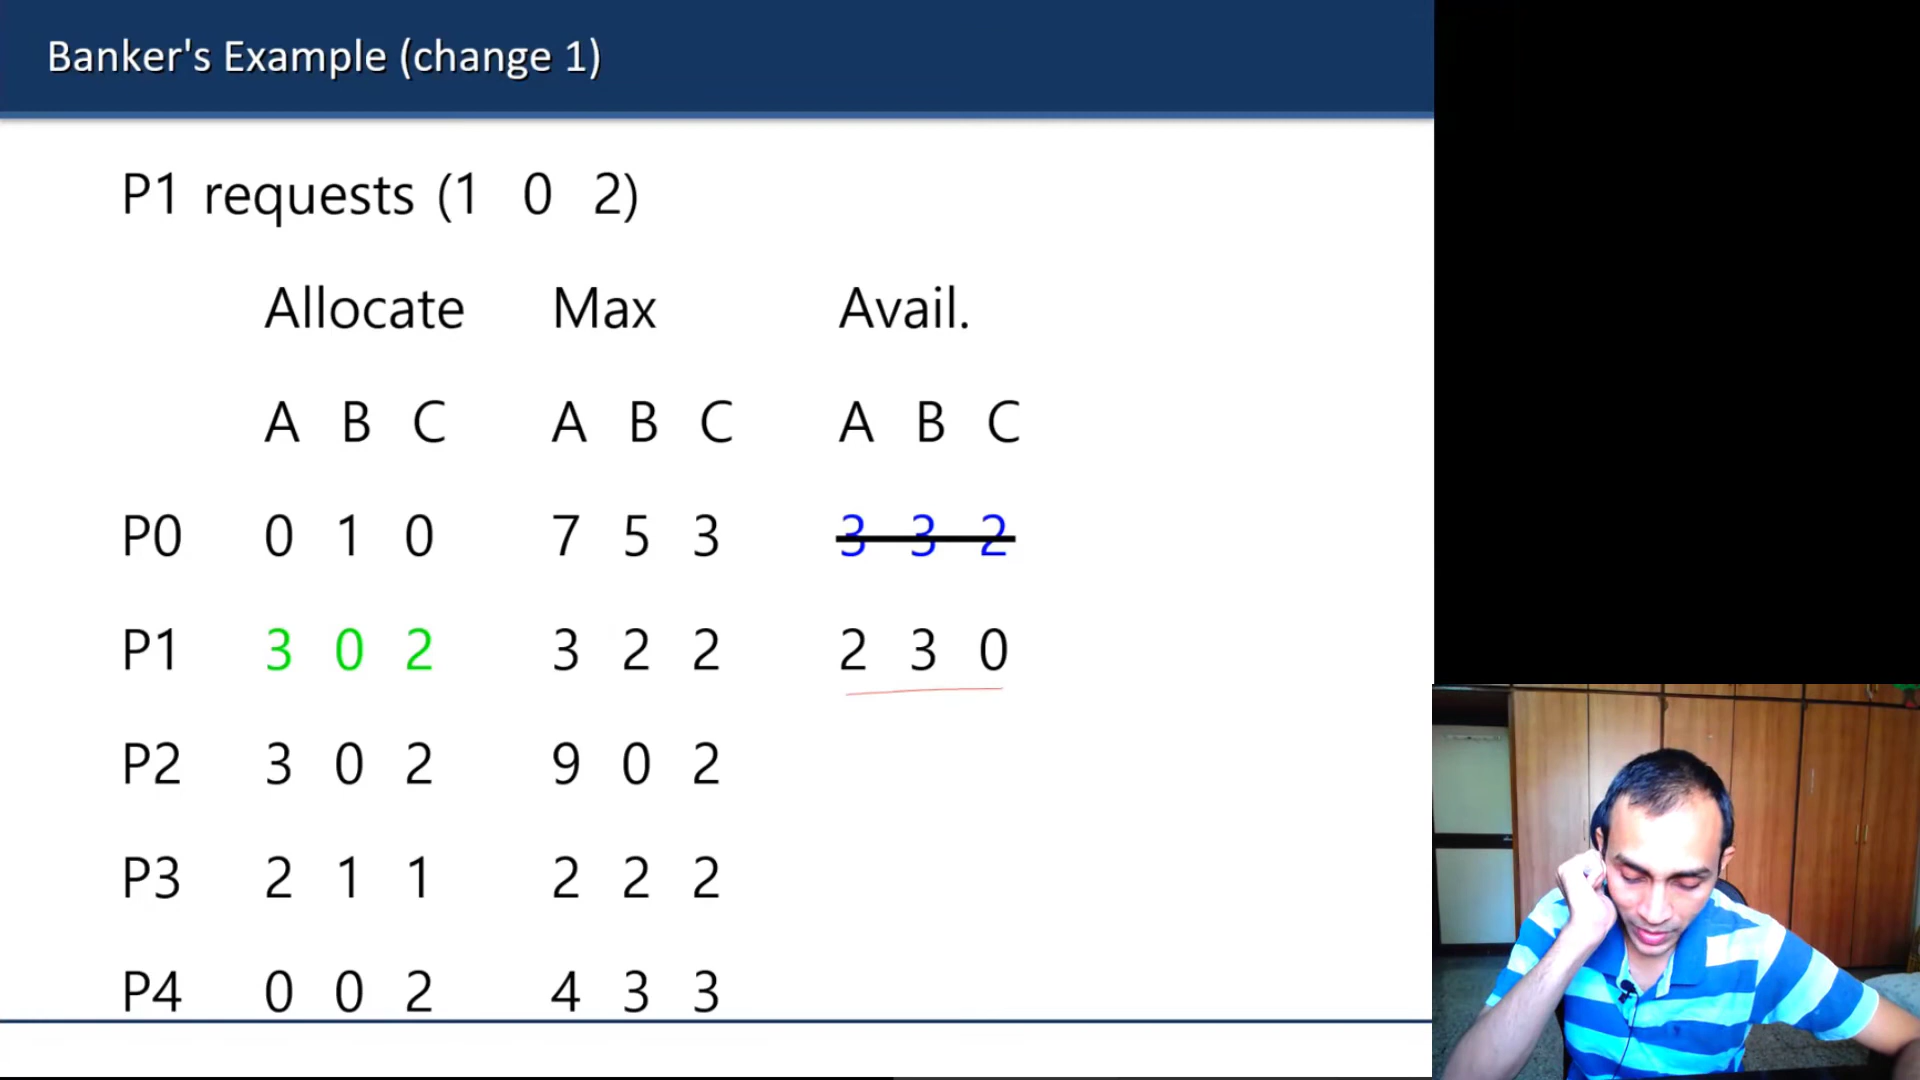 Banker's Example (change 1)
P1 requests (1 0 2)
Allocate Max Avail.
A B C A B C A B C
P0 0 1 0 7 5 3 3 3 2
P1 3 0 2 3 2 2 2 3 0
P2 3 0 2 9 0 2
P3 2 1 1 2 2 2
P4 0 0 2 4 3 3